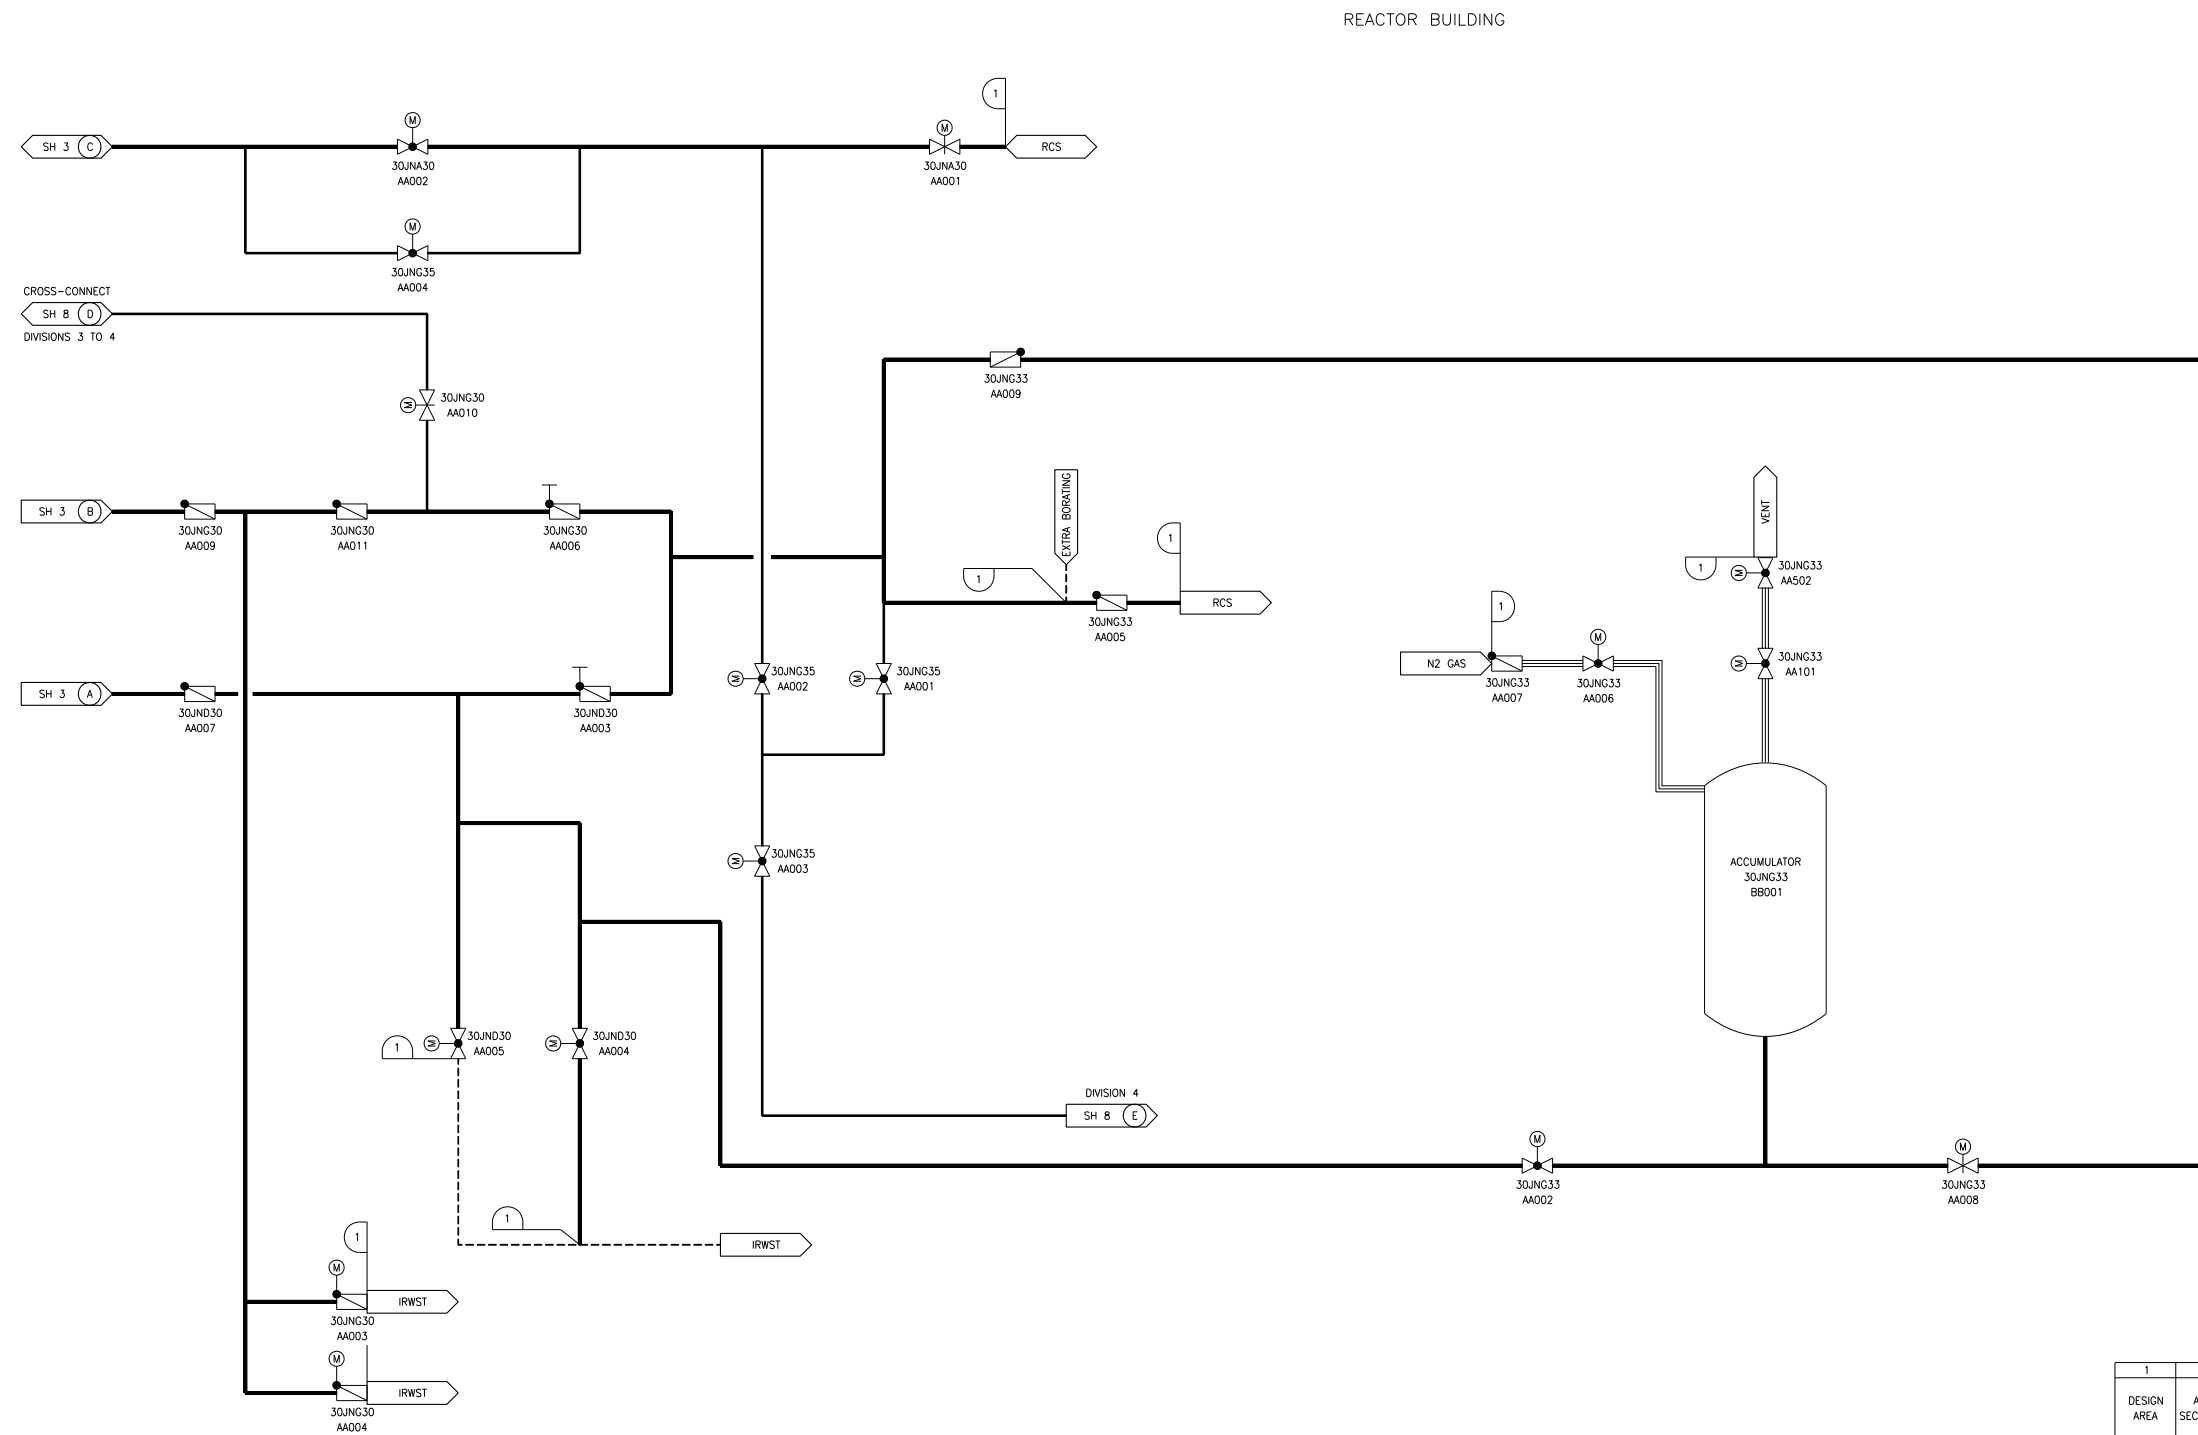 REACTOR BUILDING
1
M
M
SH 3 C
RCS
30JNA30
AA002
30JNA30
AA001
M
30JNG35
AA004
CROSS-CONNECT
SH 8 D
DIVISIONS 3 TO 4
30JNG33
AA009
M
30JNG30
AA010
EXTRA BORATING
VENT
SH 3 B
30JNG30
AA009
30JNG30
AA011
30JNG30
AA006
1
1
1
M
30JNG33
AA502
RCS
30JNG33
AA005
1
M
N2 GAS
30JNG33
AA007
30JNG33
AA006
M
30JNG33
AA101
M
30JNG35
AA002
M
30JNG35
AA001
SH 3 A
30JND30
AA007
30JND30
AA003
M
30JNG35
AA003
ACCUMULATOR
30JNG33
BB001
1
M
30JND30
AA005
M
30JND30
AA004
DIVISION 4
SH 8 E
M
30JNG33
AA002
M
30JNG33
AA008
1
IRWST
1
M
IRWST
30JNG30
AA003
M
IRWST
30JNG30
AA004
1
DESIGN
AREA
A
SEC